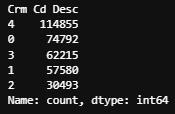 Crm Cd Desc
4    114855
0     74792
3     62215
1     57580
2     30493
Name: count, dtype: int64